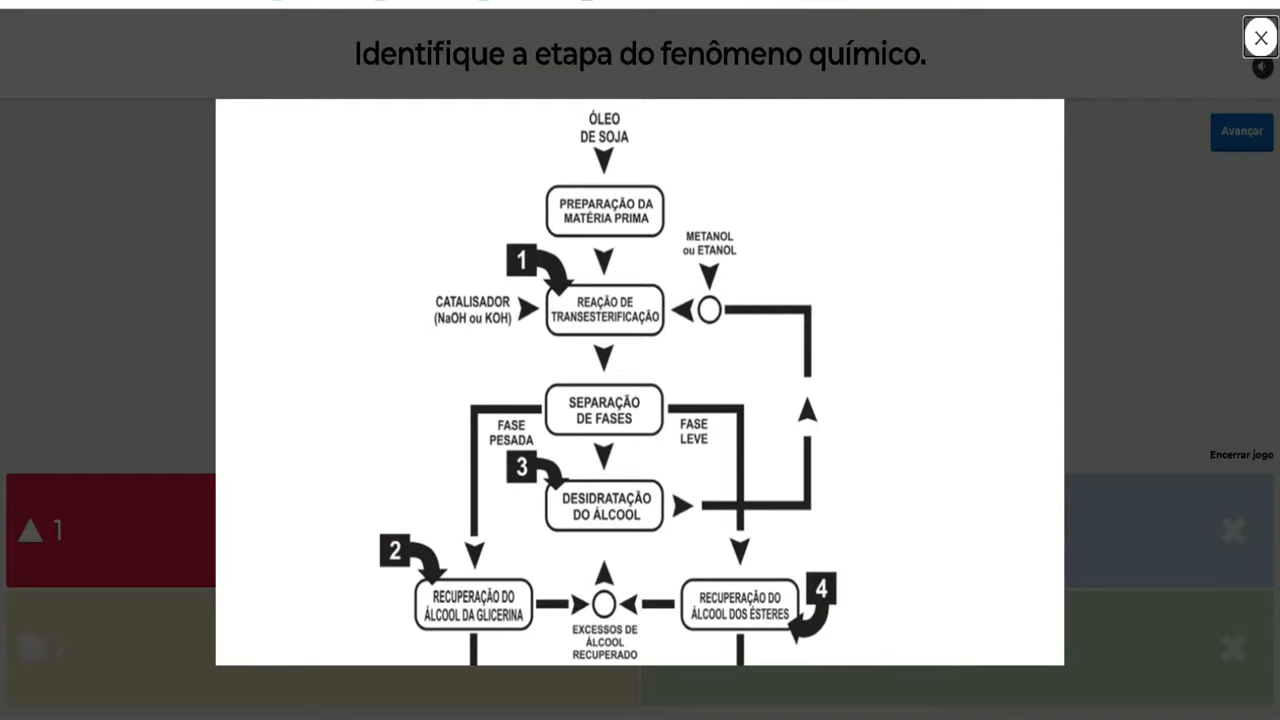 Identifique a etapa do fenômeno químico.
Avançar
ÓLEO
DE SOJA
PREPARAÇÃO DA
MATÉRIA PRIMA
METANOL
ou ETANOL
1
CATALISADOR
(NaOH ou KOH)
REAÇÃO DE
TRANSESTERIFICAÇÃO
SEPARAÇÃO
DE FASES
FASE
PESADA
FASE
LEVE
Encerrar jogo
3
DESIDRATAÇÃO
DO ÁLCOOL
1
2
RECUPERAÇÃO DO
ÁLCOOL DA GLICERINA
EXCESSOS DE
ÁLCOOL
RECUPERADO
RECUPERAÇÃO DO
ÁLCOOL DOS ÉSTERES
4